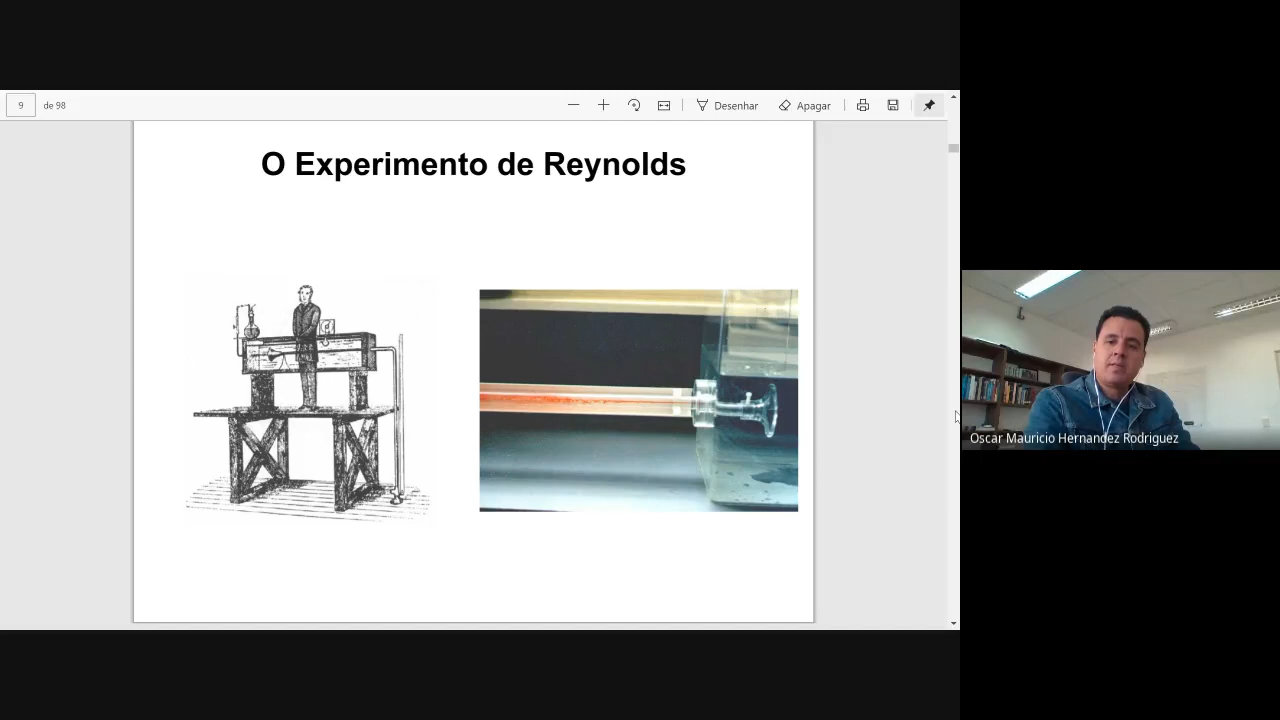 9 de 98
Desenhar
Apagar
O Experimento de Reynolds
Oscar Mauricio Hernandez Rodriguez